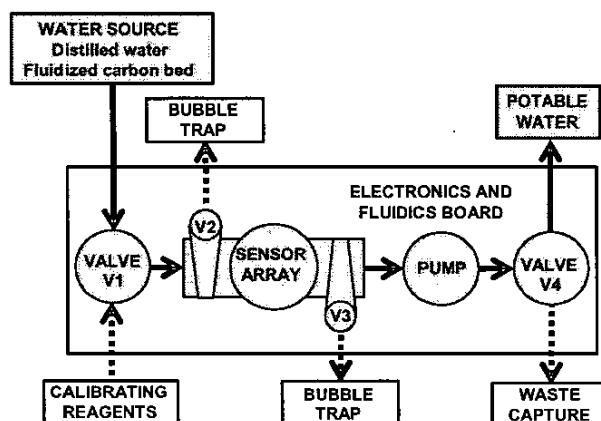 WATER SOURCE
Distilled water
Fluidized carbon bed
BUBBLE
TRAP
POTABLE
WATER
ELECTRONICS AND
FLUIDICS BOARD
V2
VALVE
V1
SENSOR
ARRAY
PUMP
VALVE
V4
V3
CALIBRATING
REAGENTS
BUBBLE
TRAP
WASTE
CAPTURE